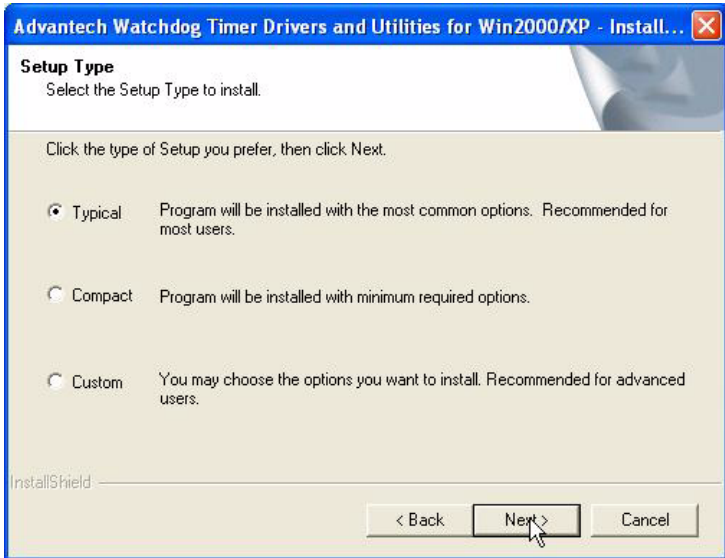 Advantech Watchdog Timer Drivers and Utilities for Win2000/XP - Install...
Setup Type
Select the Setup Type to install.
Click the type of Setup you prefer, then click Next.
Typical
Program will be installed with the most common options. Recommended for
most users.
Compact
Program will be installed with minimum required options.
Custom
You may choose the options you want to install. Recommended for advanced
users.
InstallShield
< Back
Next >
Cancel